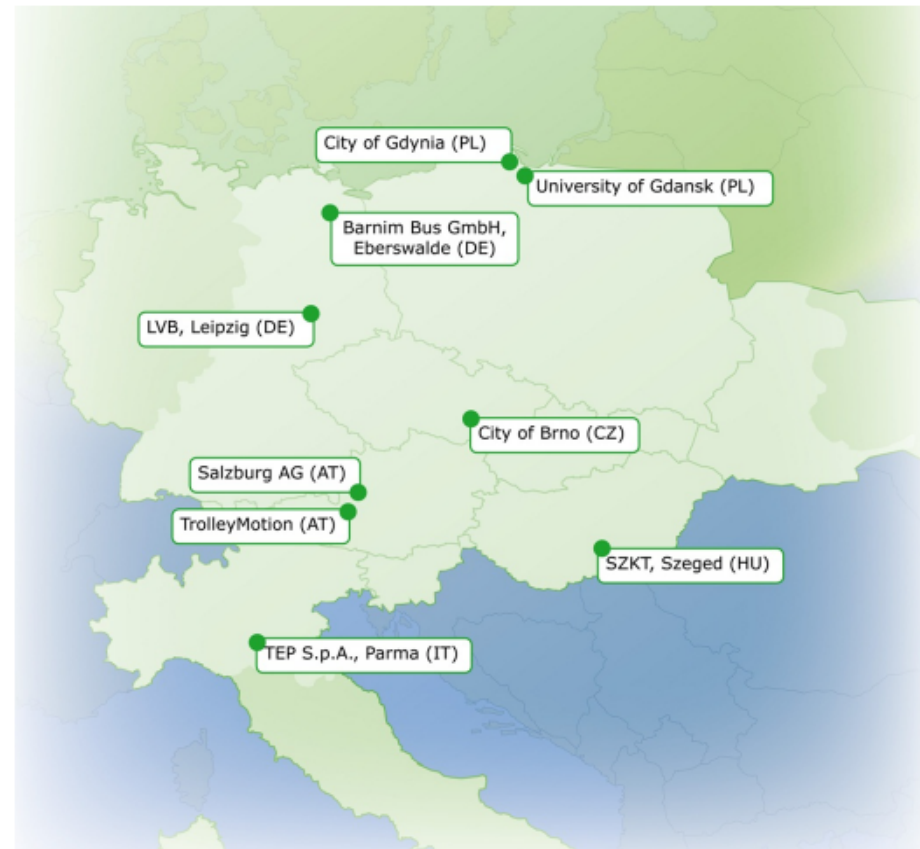 City of Gdynia (PL)
University of Gdansk (PL)
Barnim Bus GmbH,
Eberswalde (DE)
LVB, Leipzig (DE)
City of Brno (CZ)
Salzburg AG (AT)
TrolleyMotion (AT)
SZKT, Szeged (HU)
TEP S.p.A., Parma (IT)